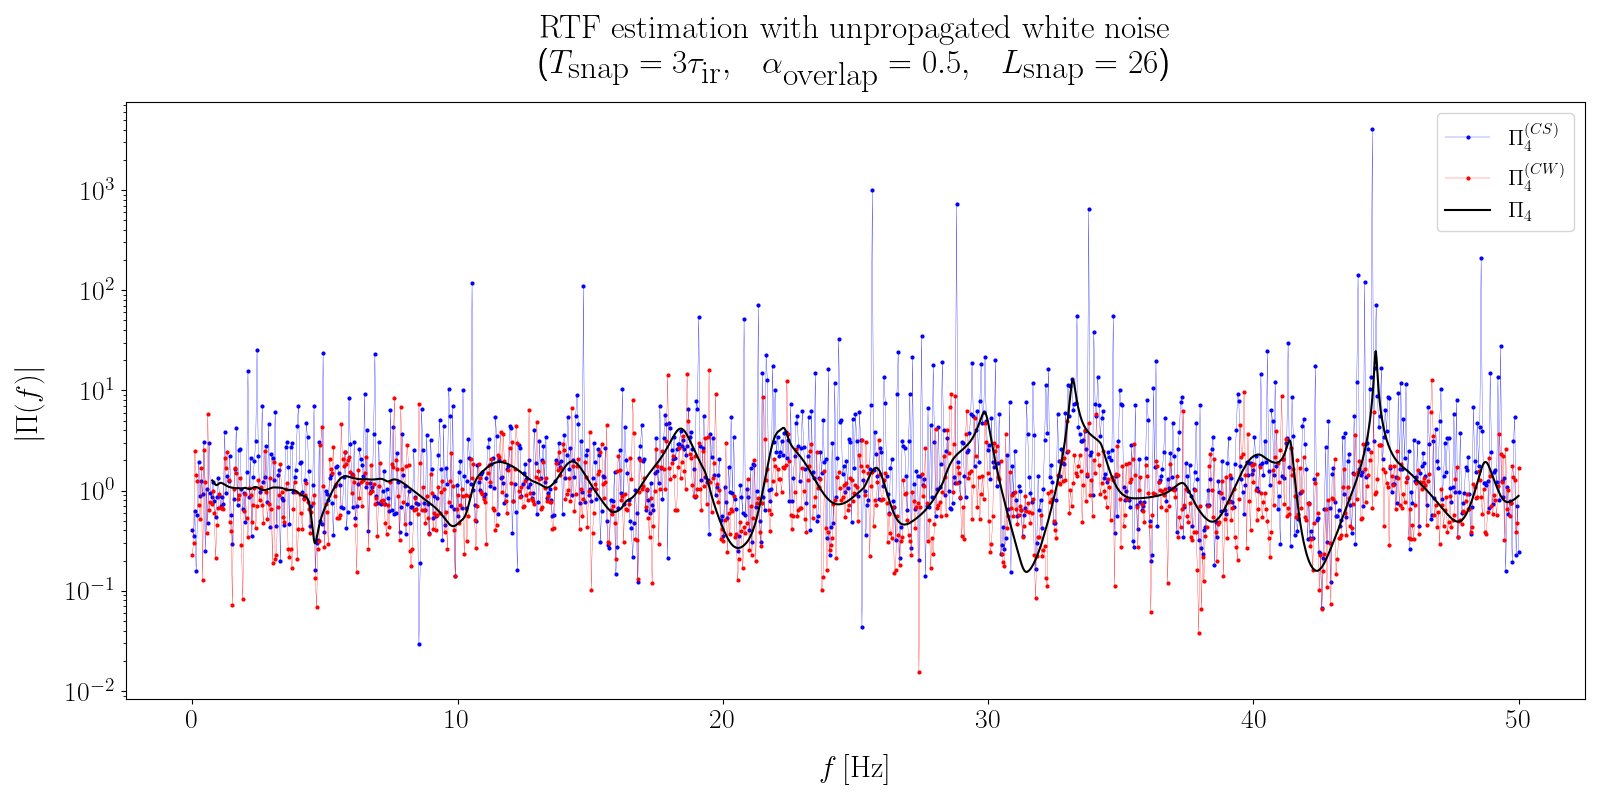 RTF estimation with unpropagated white noise
(T_snap = 3τ_ir, α_overlap = 0.5, L_snap = 26)
Π_4^(CS)
Π_4^(CW)
Π_4
|Π(f)|
10^3
10^2
10^1
10^0
10^−1
10^−2
0 10 20 30 40 50
f [Hz]